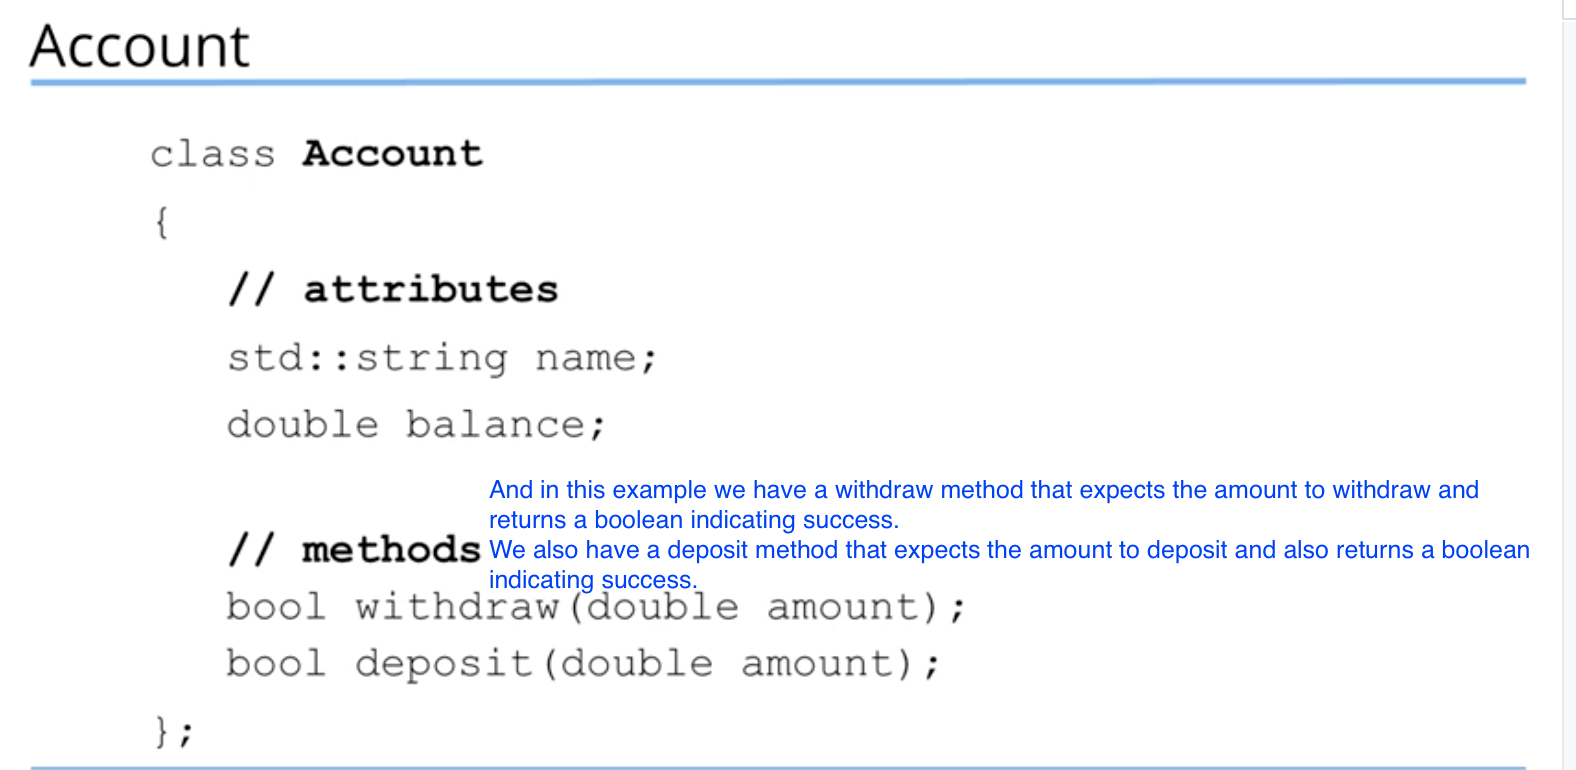 Account
class Account
{
// attributes
std::string name;
double balance;
And in this example we have a withdraw method that expects the amount to withdraw and
returns a boolean indicating success.
// methods
We also have a deposit method that expects the amount to deposit and also returns a boolean
indicating success.
bool withdraw(double amount);
bool deposit(double amount);
};